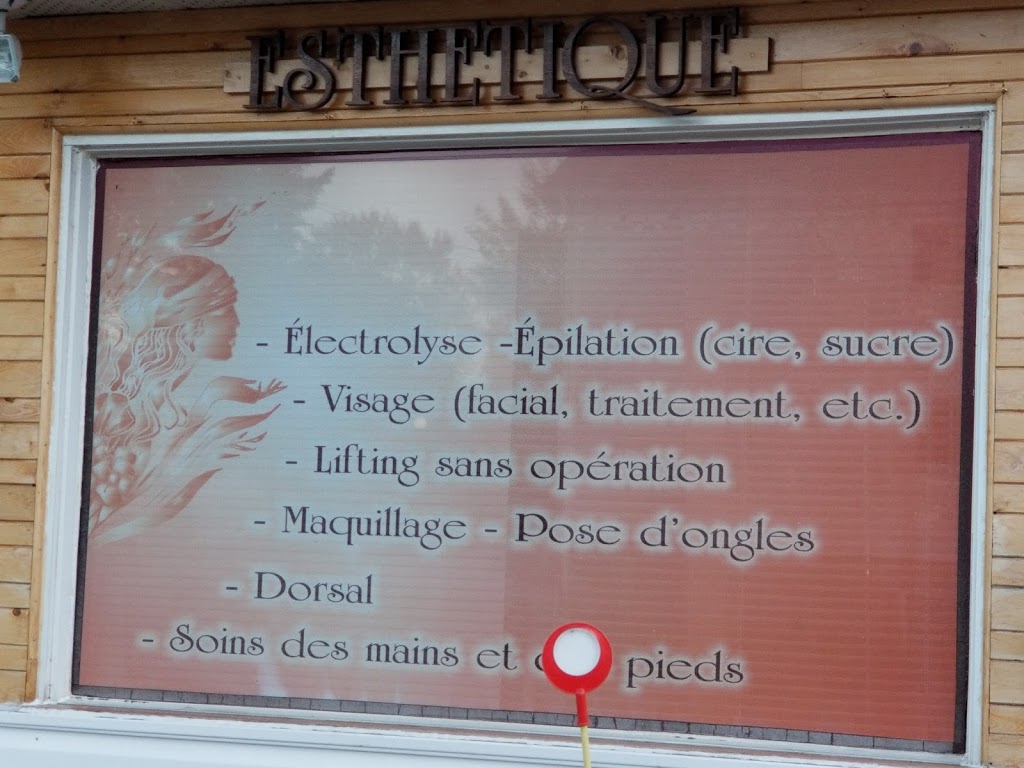 ESTHETIQUE
- Électrolyse -Épilation (cire, sucre)
- Visage (facial, traitement, etc.)
- Lifting sans opération
- Maquillage - Pose d'ongles
- Dorsal
- Soins des mains et pieds